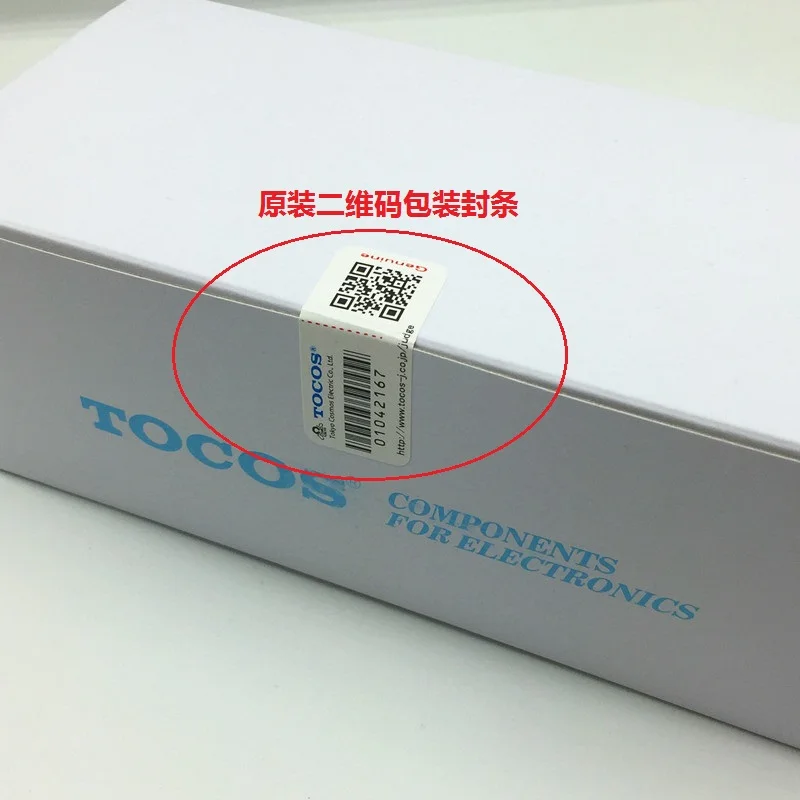 原装二维码包装封条
Genuine
TOCOS®
Tokyo Cosmos Electric Co., Ltd.
01042167
http://www.tocos-j.co.jp/judge
TOCOS®
COMPONENTS
FOR ELECTRONICS